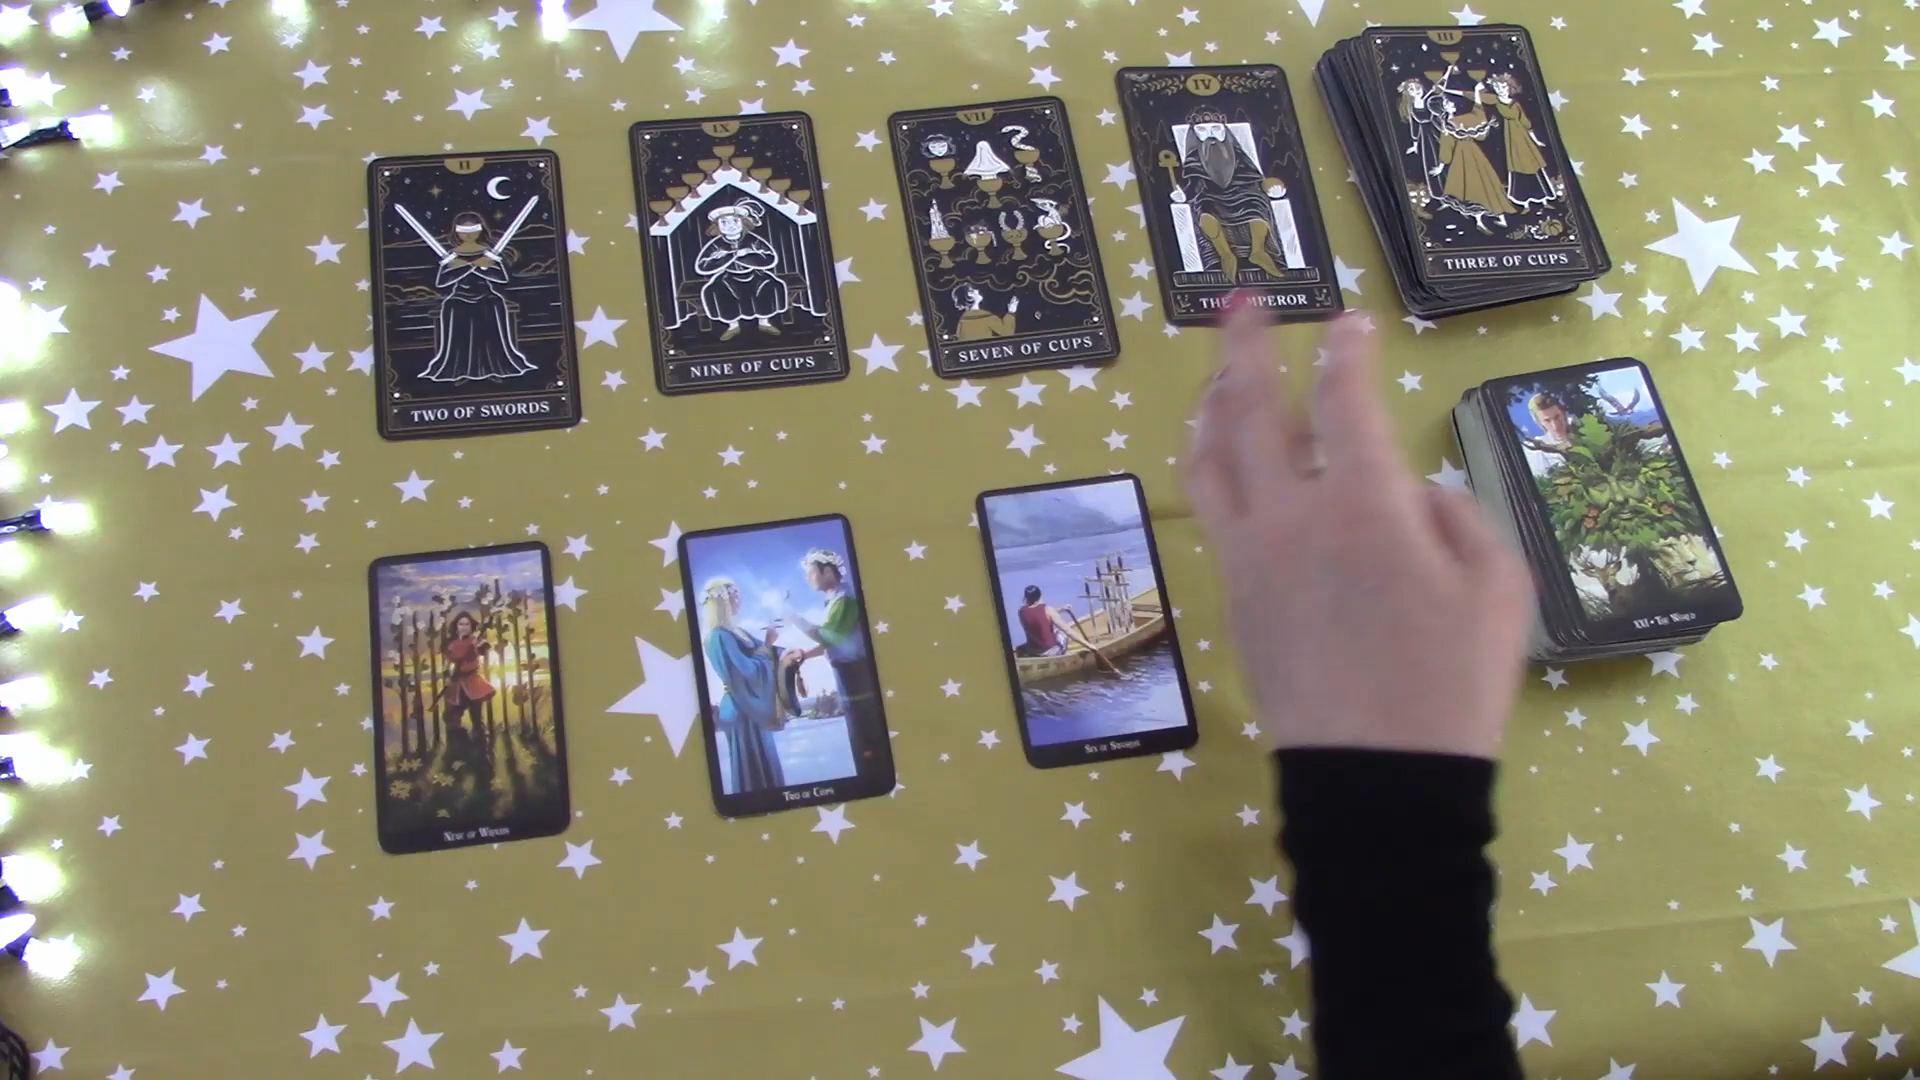 II
TWO OF SWORDS
IX
NINE OF CUPS
VII
SEVEN OF CUPS
IV
THE EMPEROR
III
THREE OF CUPS
Nine of Wands
Two of Cups
Six of Swords
XXI • The World